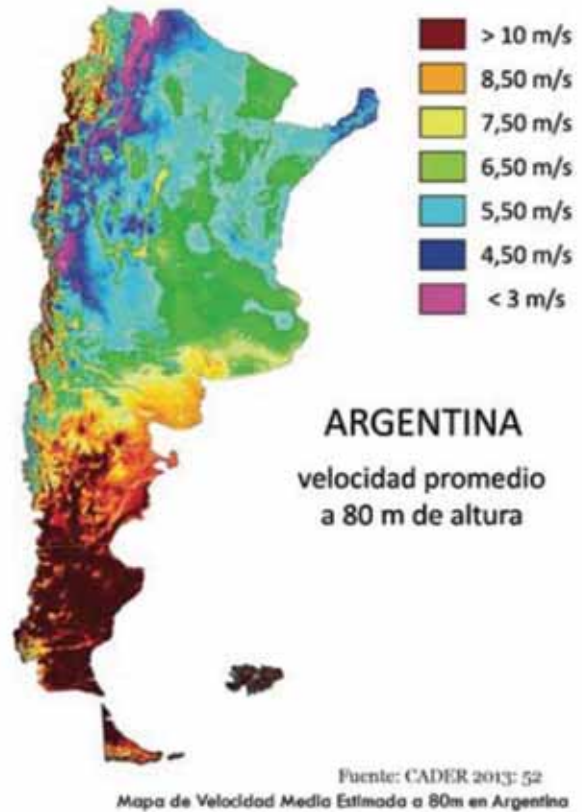 > 10 m/s
8,50 m/s
7,50 m/s
6,50 m/s
5,50 m/s
4,50 m/s
< 3 m/s
ARGENTINA
velocidad promedio
a 80 m de altura
Fuente: CADER 2013: 52
Mapa de Velocidad Media Estimada a 80m en Argentina